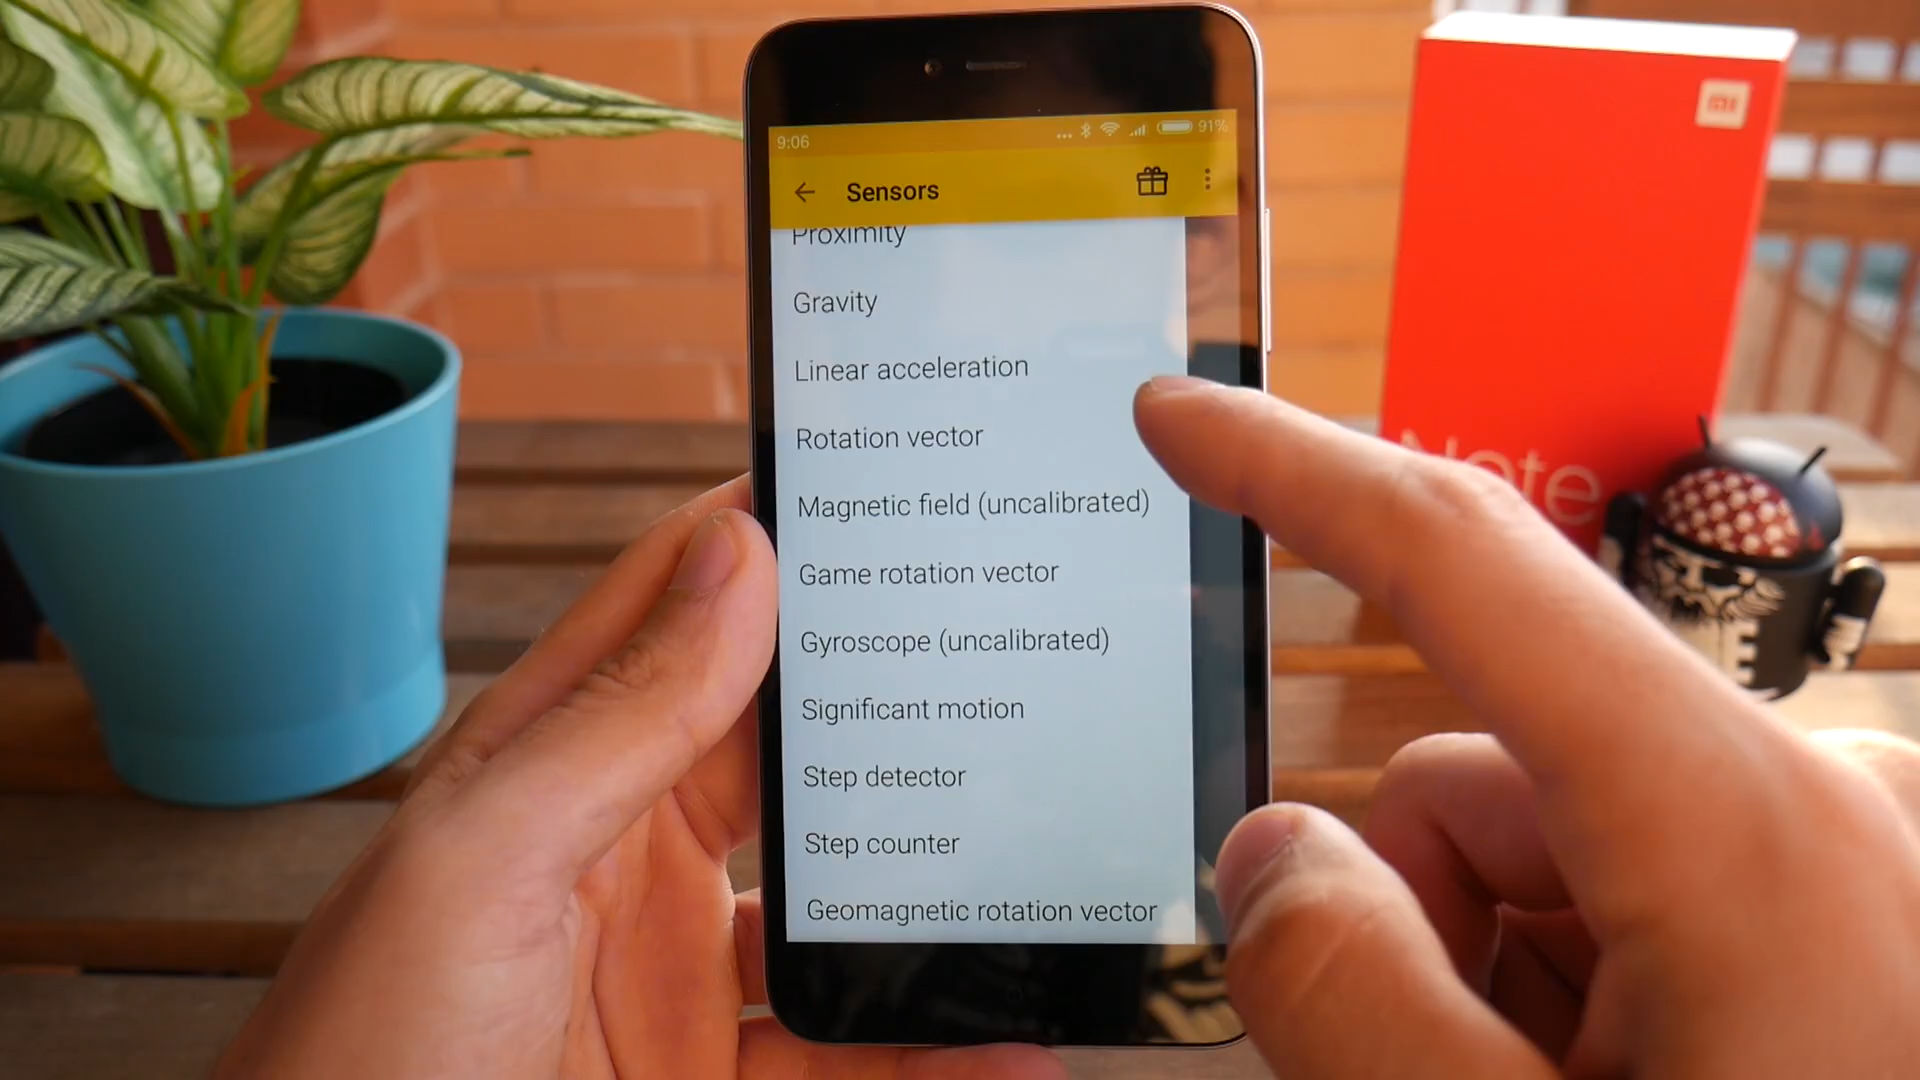 9:06
91%
Sensors
Proximity
Gravity
Linear acceleration
Rotation vector
Magnetic field (uncalibrated)
Game rotation vector
Gyroscope (uncalibrated)
Significant motion
Step detector
Step counter
Geomagnetic rotation vector
mi
Note